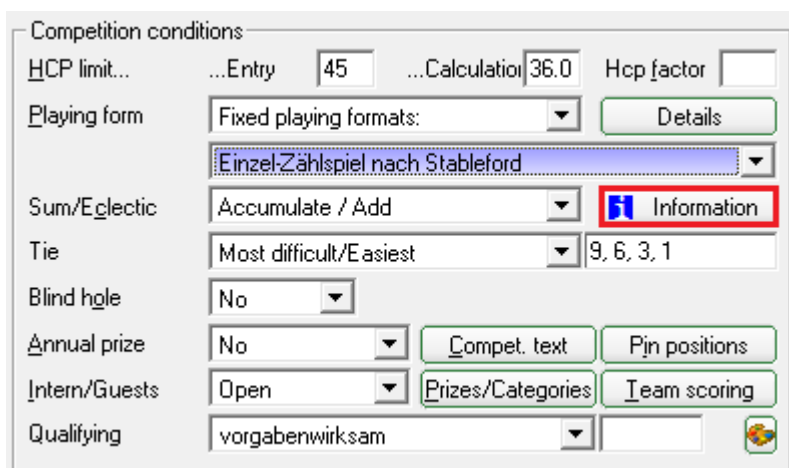 Competition conditions
HCP limit... ...Entry 45 ...Calculation 36.0 Hcp factor
Playing form Fixed playing formats: Details
Einzel-Zählspiel nach Stableford
Sum/Eclectic Accumulate / Add Information
Tie Most difficult/Easiest 9, 6, 3, 1
Blind hole No
Annual prize No Compet. text Pin positions
Intern/Guests Open Prizes/Categories Team scoring
Qualifying vorgabenwirksam